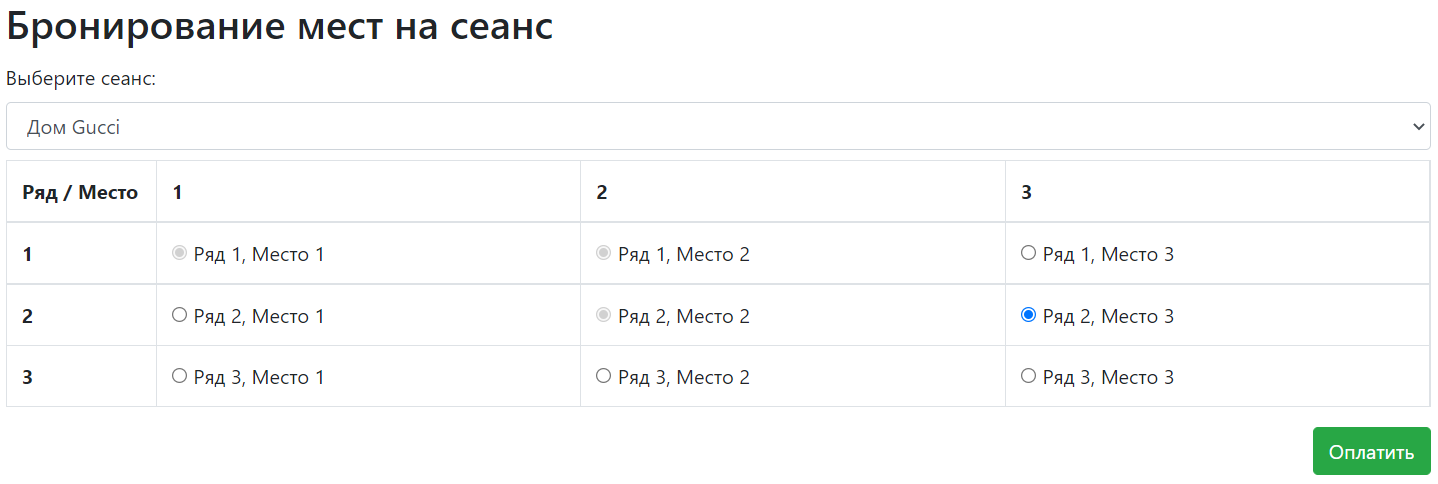 Бронирование мест на сеанс
Выберите сеанс:
Дом Gucci
Ряд / Место 1 2 3
1 Ряд 1, Место 1 Ряд 1, Место 2 Ряд 1, Место 3
2 Ряд 2, Место 1 Ряд 2, Место 2 Ряд 2, Место 3
3 Ряд 3, Место 1 Ряд 3, Место 2 Ряд 3, Место 3
Оплатить